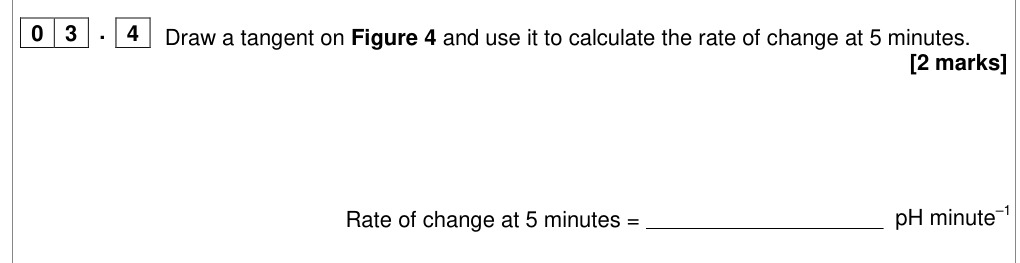 0 3 . 4 Draw a tangent on Figure 4 and use it to calculate the rate of change at 5 minutes.
[2 marks]
Rate of change at 5 minutes = ____________________ pH minute⁻¹